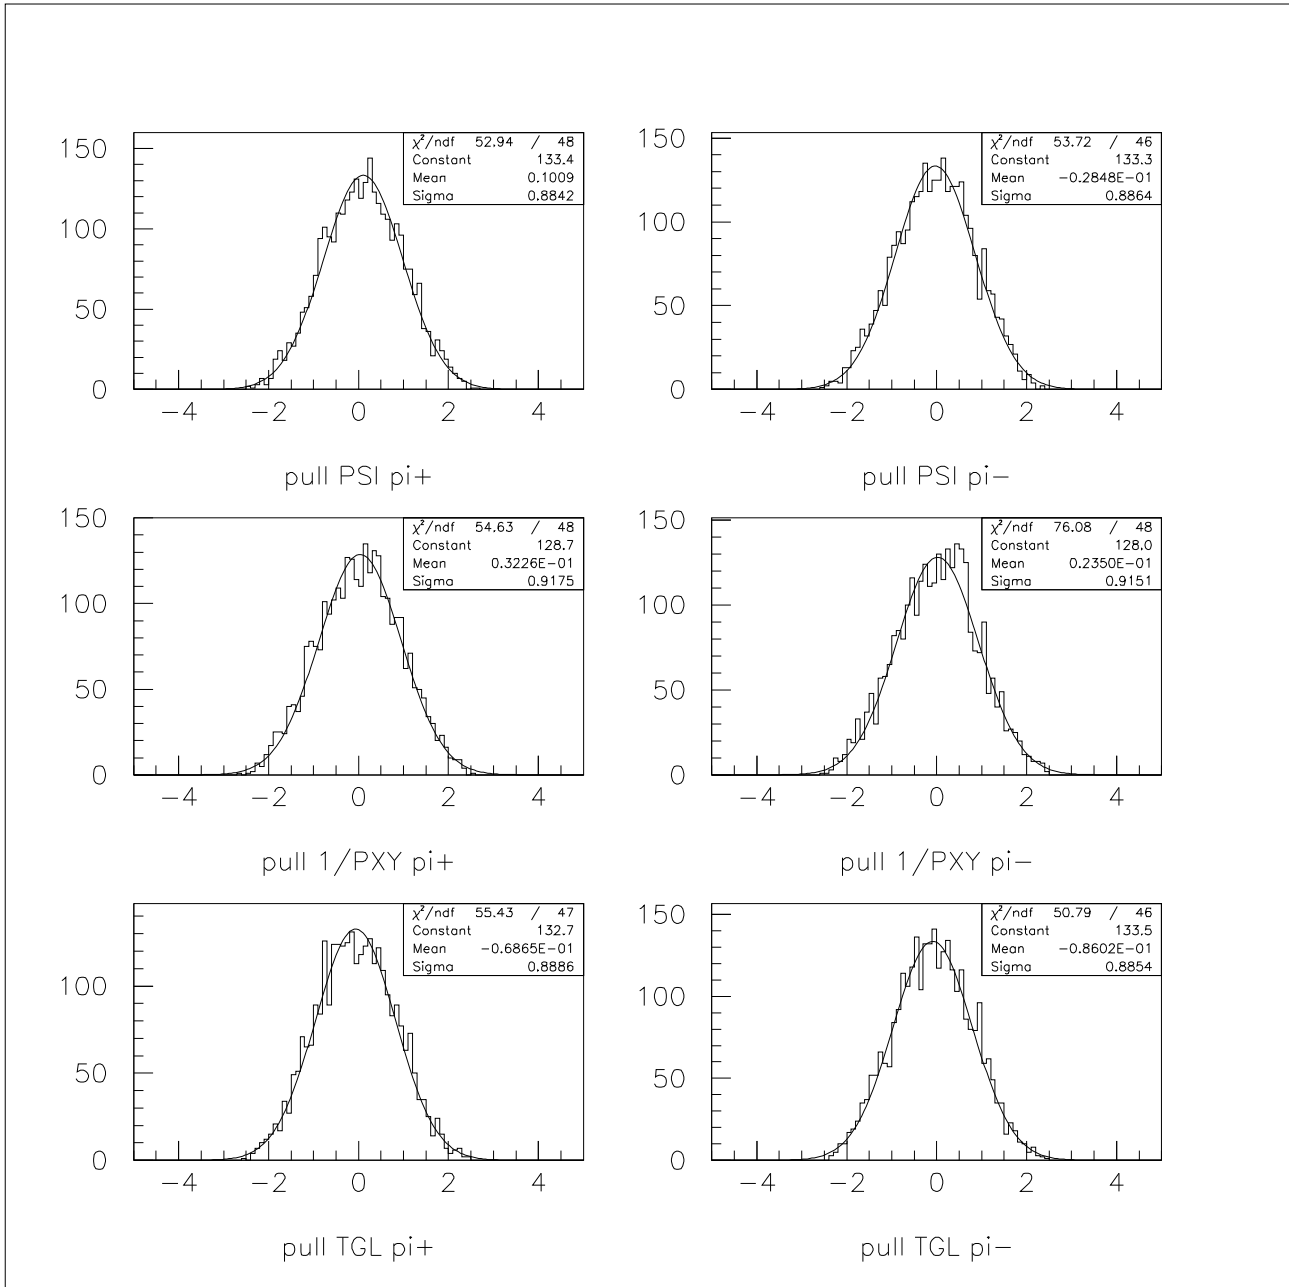 150
100
50
0
−4 −2 0 2 4
χ²/ndf 52.94 / 48
Constant 133.4
Mean 0.1009
Sigma 0.8842
pull PSI pi+
150
100
50
0
−4 −2 0 2 4
χ²/ndf 53.72 / 46
Constant 133.3
Mean −0.2848E−01
Sigma 0.8864
pull PSI pi−
150
100
50
0
−4 −2 0 2 4
χ²/ndf 54.63 / 48
Constant 128.7
Mean 0.3226E−01
Sigma 0.9175
pull 1/PXY pi+
150
100
50
0
−4 −2 0 2 4
χ²/ndf 76.08 / 48
Constant 128.0
Mean 0.2350E−01
Sigma 0.9151
pull 1/PXY pi−
100
50
0
−4 −2 0 2 4
χ²/ndf 55.43 / 47
Constant 132.7
Mean −0.6865E−01
Sigma 0.8886
pull TGL pi+
150
100
50
0
−4 −2 0 2 4
χ²/ndf 50.79 / 46
Constant 133.5
Mean −0.8602E−01
Sigma 0.8854
pull TGL pi−